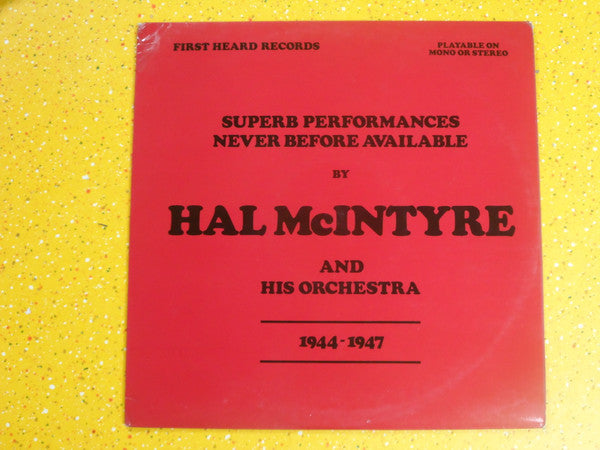 FIRST HEARD RECORDS
PLAYABLE ON
MONO OR STEREO
SUPERB PERFORMANCES
NEVER BEFORE AVAILABLE
BY
HAL McINTYRE
AND
HIS ORCHESTRA
1944-1947